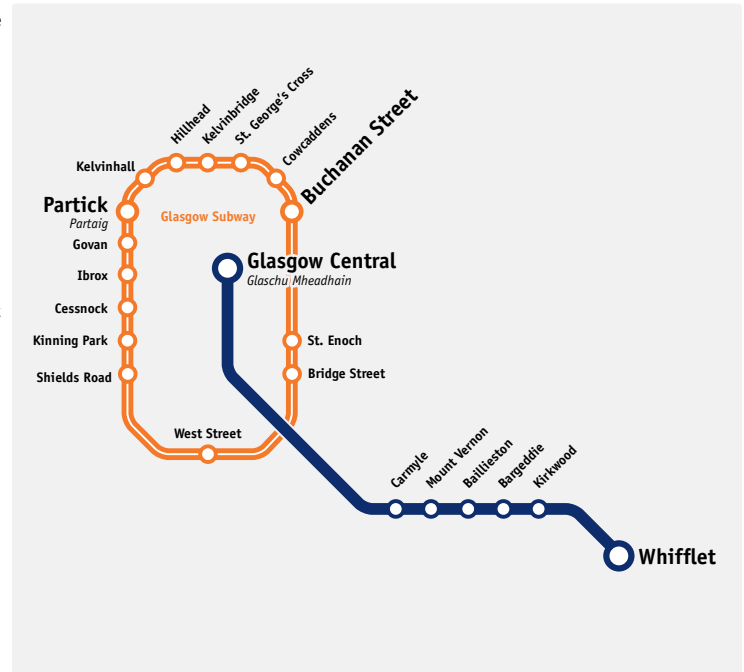 Hillhead
Kelvinbridge
St. George's Cross
Cowcaddens
Buchanan Street
Kelvinhall
Partick
Partaig
Glasgow Subway
Govan
Glasgow Central
Glaschu Mheadhain
Ibrox
Cessnock
Kinning Park
St. Enoch
Shields Road
Bridge Street
West Street
Carmyle
Mount Vernon
Baillieston
Bargeddie
Kirkwood
Whifflet